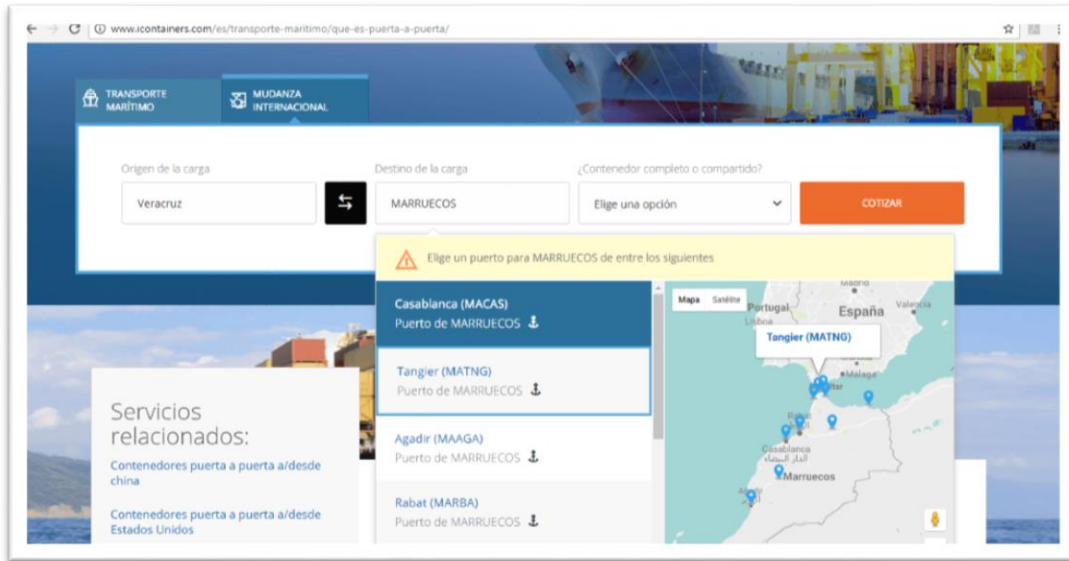 www.icontainers.com/es/transporte-maritimo/que-es-puerta-a-puerta/
TRANSPORTE
MARÍTIMO
MUDANZA
INTERNACIONAL
Origen de la carga
Destino de la carga
¿Contenedor completo o compartido?
Veracruz
MARRUECOS
Elige una opción
COTIZAR
Elige un puerto para MARRUECOS de entre los siguientes
Casablanca (MACAS)
Puerto de MARRUECOS
Tangier (MATNG)
Puerto de MARRUECOS
Agadir (MAAGA)
Puerto de MARRUECOS
Rabat (MARBA)
Puerto de MARRUECOS
Mapa
Satélite
Madrid
Portugal
España
Valencia
Lisboa
Tangier (MATNG)
Málaga
Rabat
Casablanca
الدار البيضاء
Marruecos
Servicios
relacionados:
Contenedores puerta a puerta a/desde
china
Contenedores puerta a puerta a/desde
Estados Unidos